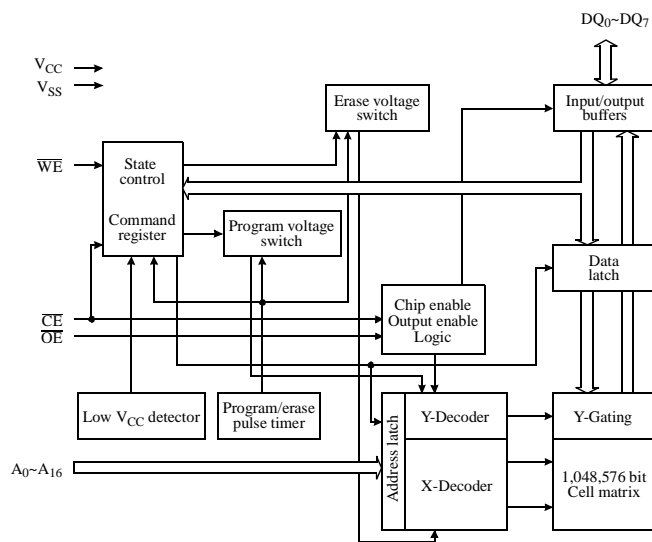 DQ0~DQ7
VCC
VSS
Erase voltage
switch
Input/output
buffers
WE
State
control
Command
register
Program voltage
switch
Data
latch
CE
OE
Chip enable
Output enable
Logic
Low VCC detector
Program/erase
pulse timer
Address latch
Y-Decoder
Y-Gating
A0~A16
X-Decoder
1,048,576 bit
Cell matrix